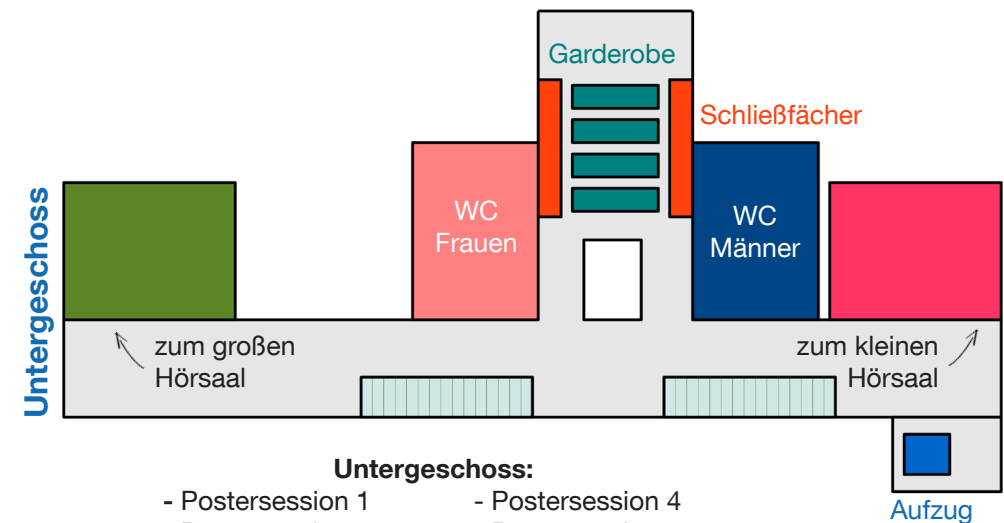 Garderobe
Schließfächer
WC
Frauen
WC
Männer
Untergeschoss
zum großen
Hörsaal
zum kleinen
Hörsaal
Aufzug
Untergeschoss:
- Postersession 1
- Postersession 4